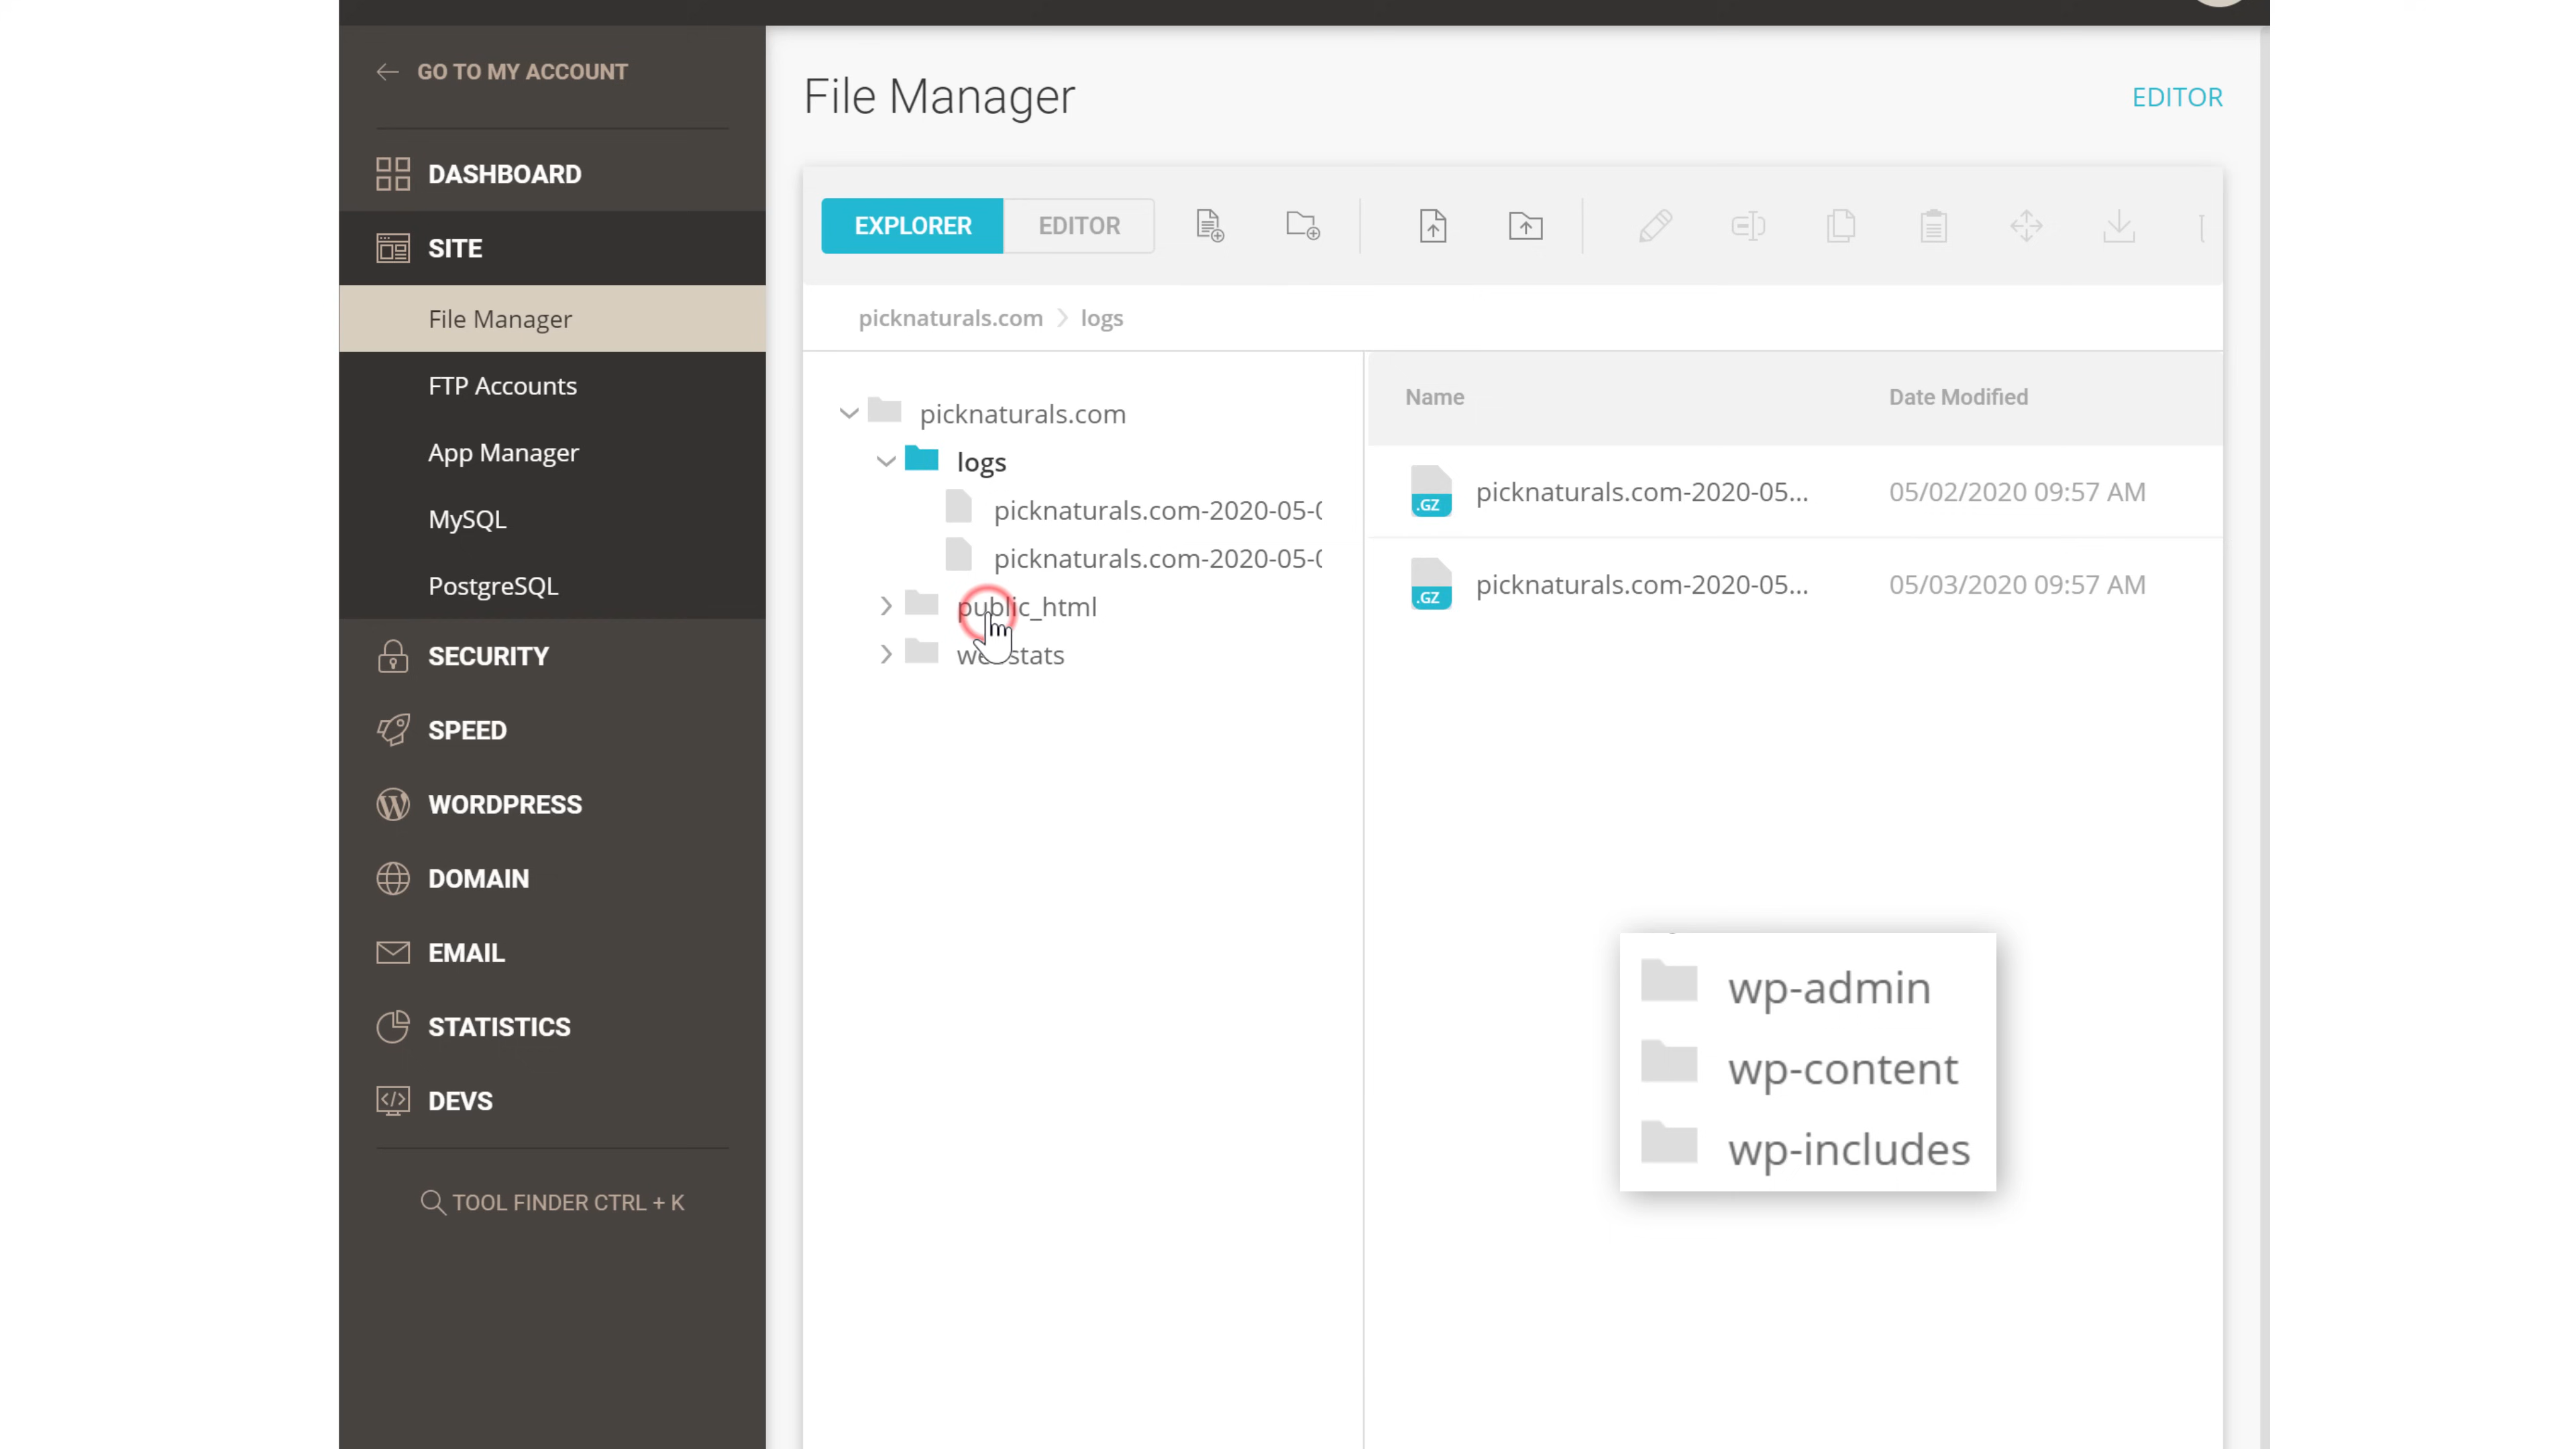 GO TO MY ACCOUNT
DASHBOARD
SITE
File Manager
FTP Accounts
App Manager
MySQL
PostgreSQL
SECURITY
SPEED
WORDPRESS
DOMAIN
EMAIL
STATISTICS
DEVS
TOOL FINDER CTRL + K
File Manager
EDITOR
EXPLORER
EDITOR
picknaturals.com
logs
picknaturals.com
logs
picknaturals.com-2020-05-0
picknaturals.com-2020-05-0
public_html
stats
Name
Date Modified
.GZ
picknaturals.com-2020-05...
05/02/2020 09:57 AM
.GZ
picknaturals.com-2020-05...
05/03/2020 09:57 AM
wp-admin
wp-content
wp-includes